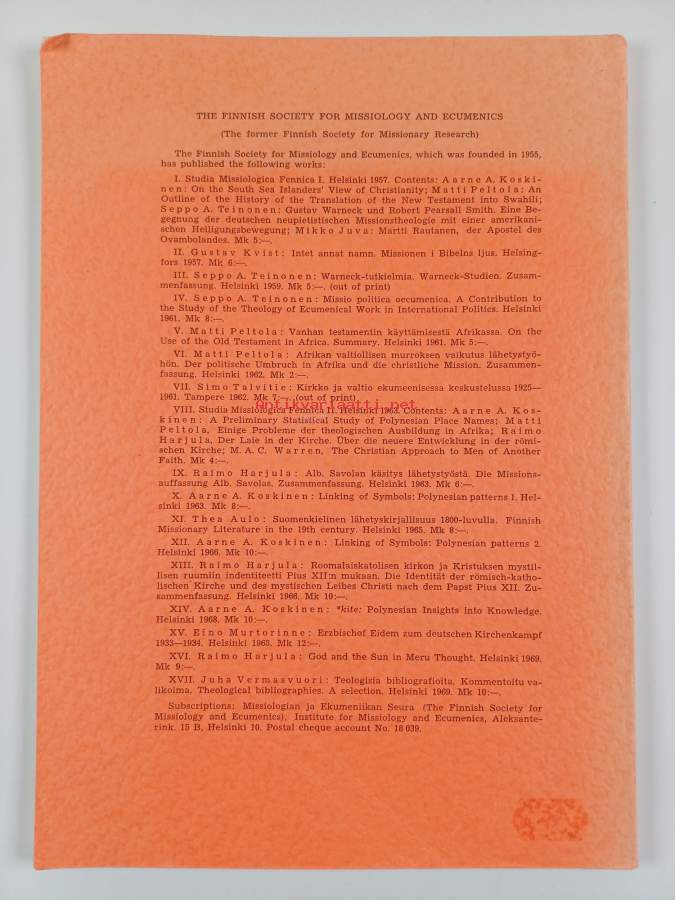 THE FINNISH SOCIETY FOR MISSIOLOGY AND ECUMENICS
(The former Finnish Society for Missionary Research)
The Finnish Society for Missiology and Ecumenics, which was founded in 1955,
has published the following works:
I. Studia Missiologica Fennica I. Helsinki 1957. Contents: Aarne A. Koski-
nen: On the South Sea Islanders' View of Christianity; Matti Peltola: An
Outline of the History of the Translation of the New Testament into Swahili;
Seppo A. Teinonen: Gustav Warneck und Robert Pearsall Smith. Eine Be-
gegnung der deutschen neupietistischen Missionstheologie mit einer amerikani-
schen Heiligungsbewegung; Mikko Juva: Martti Rautanen, der Apostel des
Ovambolandes. Mk 5:—.
II. Gustav Kvist: Intet annat namn. Missionen i Bibelns ljus. Helsing-
fors 1957. Mk 6:—.
III. Seppo A. Teinonen: Warneck-tutkielmia. Warneck-Studien. Zusam-
menfassung. Helsinki 1959. Mk 5:—. (out of print)
IV. Seppo A. Teinonen: Missio politica oecumenica. A Contribution to
the Study of the Theology of Ecumenical Work in International Politics. Helsinki
1961. Mk 8:—.
V. Matti Peltola: Vanhan testamentin käyttämisestä Afrikassa. On the
Use of the Old Testament in Africa. Summary. Helsinki 1961. Mk 5:—.
VI. Matti Peltola: Afrikan valtiollisen murroksen vaikutus lähetystyö-
hön. Der politische Umbruch in Afrika und die christliche Mission. Zusammen-
fassung. Helsinki 1962. Mk 2:—.
VII. Simo Talvitie: Kirkko ja valtio ekumeenisessa keskustelussa 1925—
1961. Tampere 1962. Mk 7:—. (out of print)
antikvariaatti.net
VIII. Studia Missiologica Fennica II. Helsinki 1963. Contents: Aarne A. Kos-
kinen: A Preliminary Statistical Study of Polynesian Place Names; Matti
Peltola, Einige Probleme der theologischen Ausbildung in Afrika; Raimo
Harjula, Der Laie in der Kirche. Über die neuere Entwicklung in der römi-
schen Kirche; M. A. C. Warren, The Christian Approach to Men of Another
Faith. Mk 4:—.
IX. Raimo Harjula: Alb. Savolan käsitys lähetystyöstä. Die Missions-
auffassung Alb. Savolas. Zusammenfassung. Helsinki 1963. Mk 6:—.
X. Aarne A. Koskinen: Linking of Symbols: Polynesian patterns 1. Hel-
sinki 1963. Mk 8:—.
XI. Thea Aulo: Suomenkielinen lähetyskirjallisuus 1800-luvulla. Finnish
Missionary Literature in the 19th century. Helsinki 1965. Mk 8:—.
XII. Aarne A. Koskinen: Linking of Symbols: Polynesian patterns 2.
Helsinki 1966. Mk 10:—.
XIII. Raimo Harjula: Roomalaiskatolisen kirkon ja Kristuksen mystil-
lisen ruumiin indentiteetti Pius XII:n mukaan. Die Identität der römisch-katho-
lischen Kirche und des mystischen Leibes Christi nach dem Papst Pius XII. Zu-
sammenfassung. Helsinki 1966. Mk 10:—.
XIV. Aarne A. Koskinen: *kite: Polynesian Insights into Knowledge.
Helsinki 1968. Mk 10:—.
XV. Eino Murtorinne: Erzbischof Eidem zum deutschen Kirchenkampf
1933—1934. Helsinki 1968. Mk 12:—.
XVI. Raimo Harjula: God and the Sun in Meru Thought. Helsinki 1969.
Mk 9:—.
XVII. Juha Vermasvuori: Teologisia bibliografioita. Kommentoitu va-
likoima. Theological bibliographies. A selection. Helsinki 1969. Mk 10:—.
Subscriptions: Missiologian ja Ekumeniikan Seura (The Finnish Society for
Missiology and Ecumenics), Institute for Missiology and Ecumenics, Aleksante-
rink. 15 B, Helsinki 10. Postal cheque account No. 18 039.